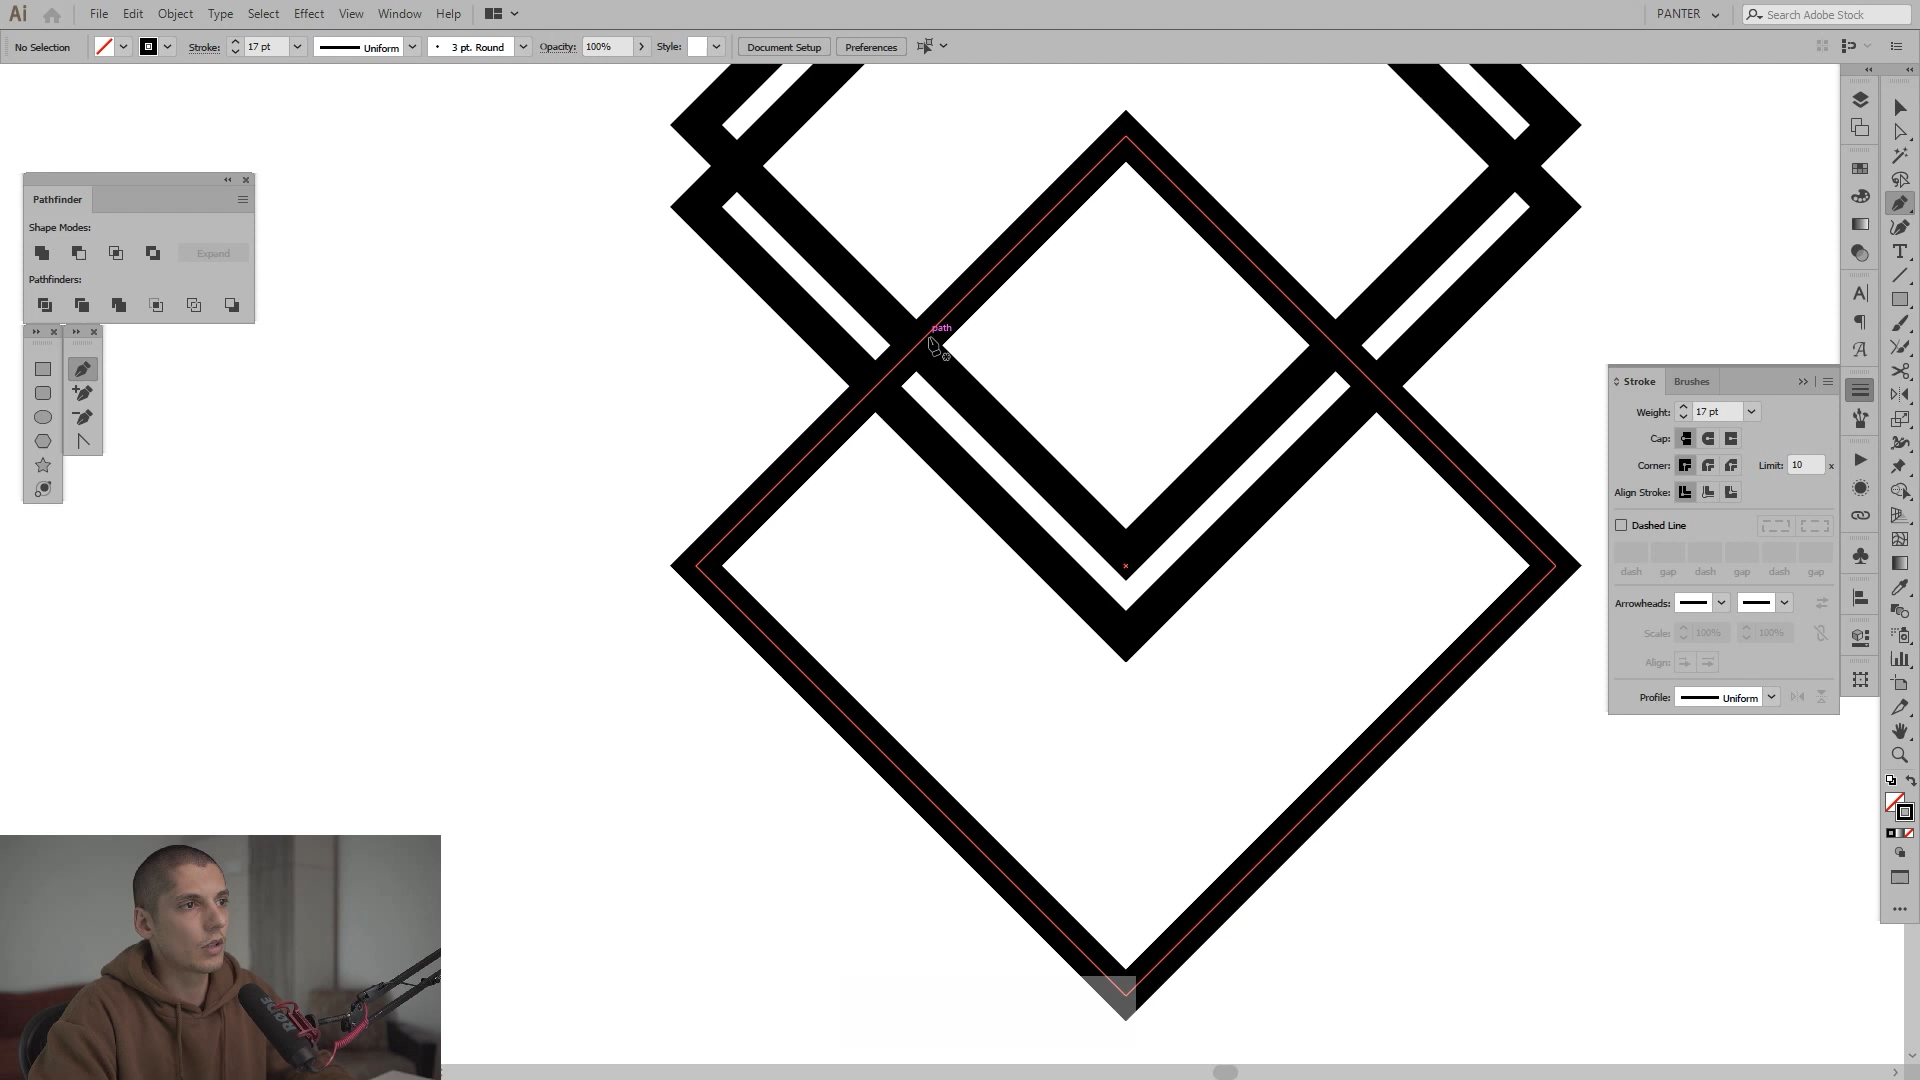 Ai File Edit Object Type Select Effect View Window Help PANTER Search Adobe Stock
No Selection Stroke: 17 pt Uniform 3 pt. Round Opacity: 100% Style: Document Setup Preferences
Pathfinder
Shape Modes:
Expand
Pathfinders:
path
Stroke Brushes
Weight: 17 pt
Cap:
Corner: Limit: 10 x
Align Stroke:
Dashed Line
dash gap dash gap dash gap
Arrowheads:
Scale: 100% 100%
Align:
Profile: Uniform
RODE